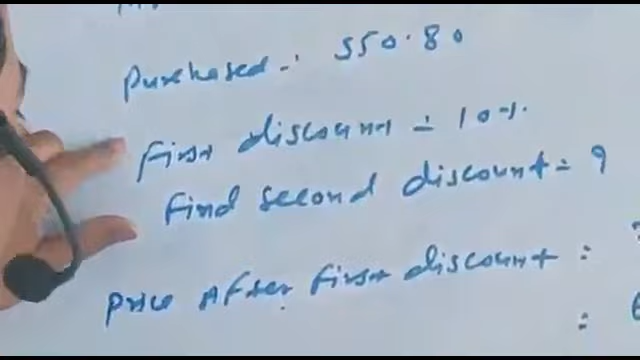 Purchased - 550.80
first discount = 10%.
find second discount = ?
Price After first discount =
=